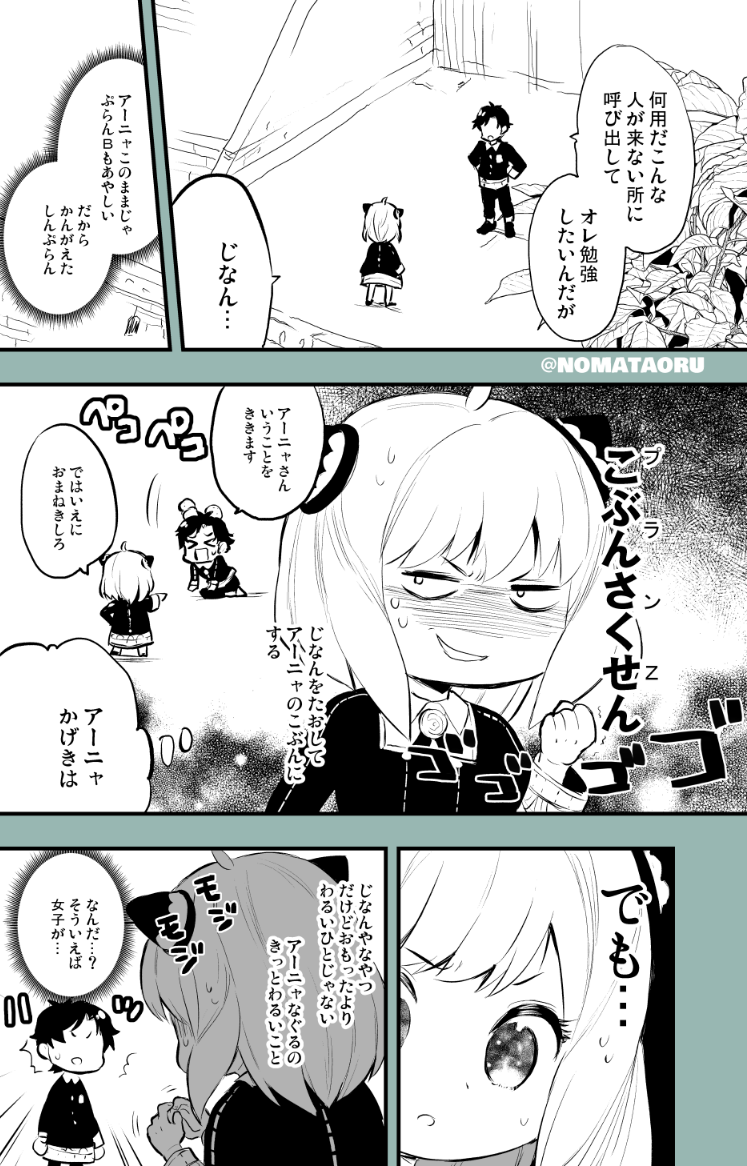 何用だこんな
人が来ない所に
呼び出して
オレ勉強
したいんだが
じなん…
アーニャこのままじゃ
ぷらんBもあやしい
だから
かんがえた
しんぷらん
@NOMATAORU
こぶんさくせん
プランZ
ゴゴゴゴ
じなんをたおして
アーニャのこぶんに
する
アーニャさん
いうことを
ききます
ペコペコ
ではいえに
おまねきしろ
アーニャ
かげきは
でも…
じなんやなやつ
だけどおもったより
わるいひとじゃない
アーニャなぐるの
きっとわるいこと
モジモジ
なんだ…?
そういえば
女子が…